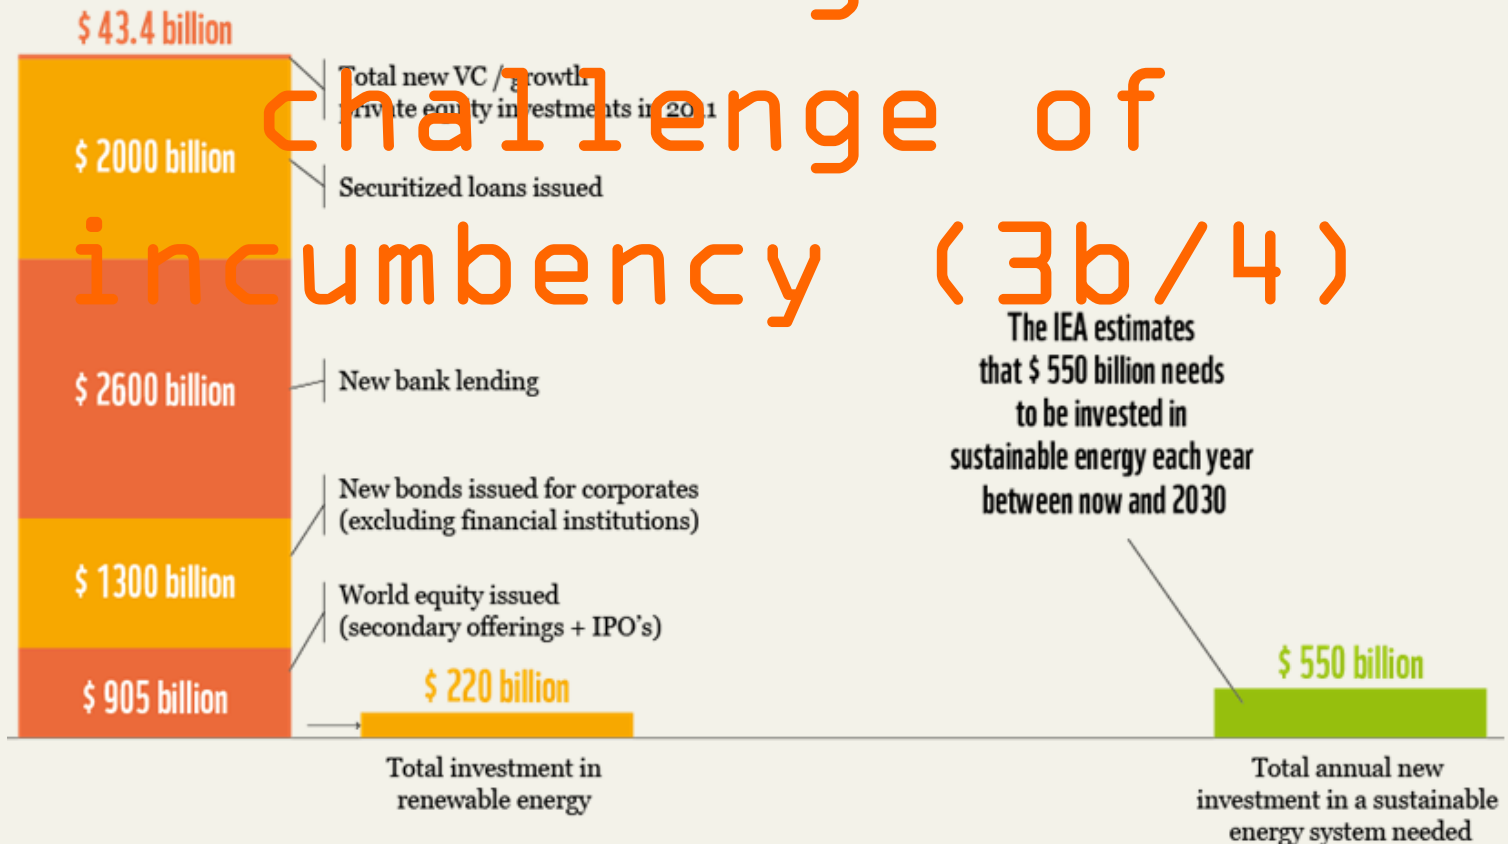 challenge of
incumbency (3b/4)
$ 43.4 billion
Total new VC / growth
private equity investments in 2011
$ 2000 billion
Securitized loans issued
$ 2600 billion
New bank lending
New bonds issued for corporates
(excluding financial institutions)
$ 1300 billion
World equity issued
(secondary offerings + IPO's)
$ 905 billion
$ 220 billion
Total investment in
renewable energy
The IEA estimates
that $ 550 billion needs
to be invested in
sustainable energy each year
between now and 2030
$ 550 billion
Total annual new
investment in a sustainable
energy system needed